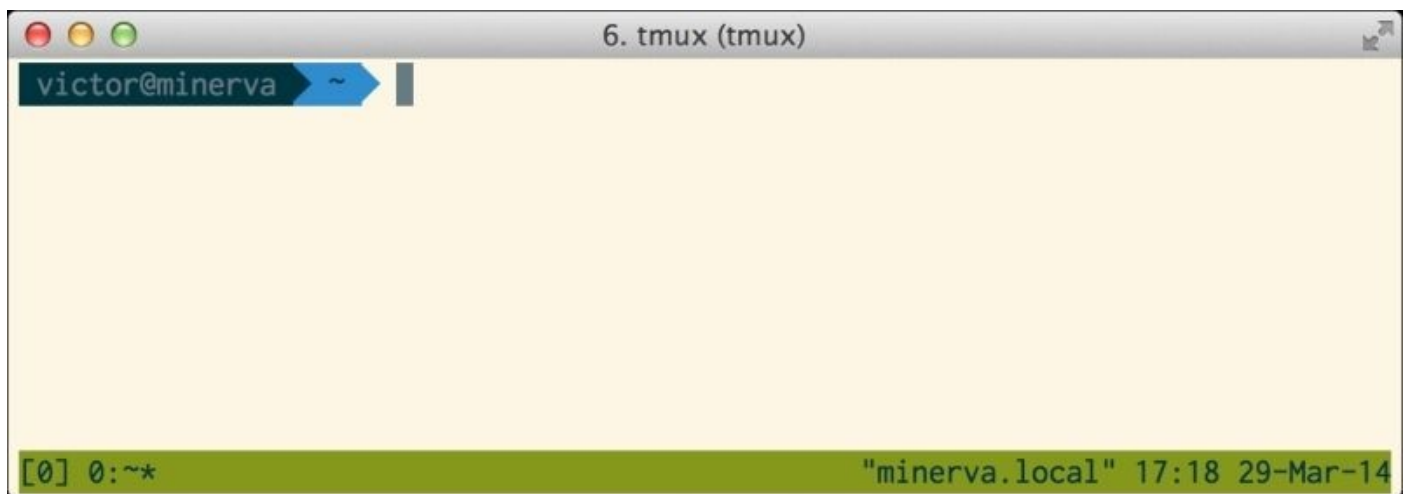 6. tmux (tmux)
victor@minerva ~
[0] 0:~* "minerva.local" 17:18 29-Mar-14